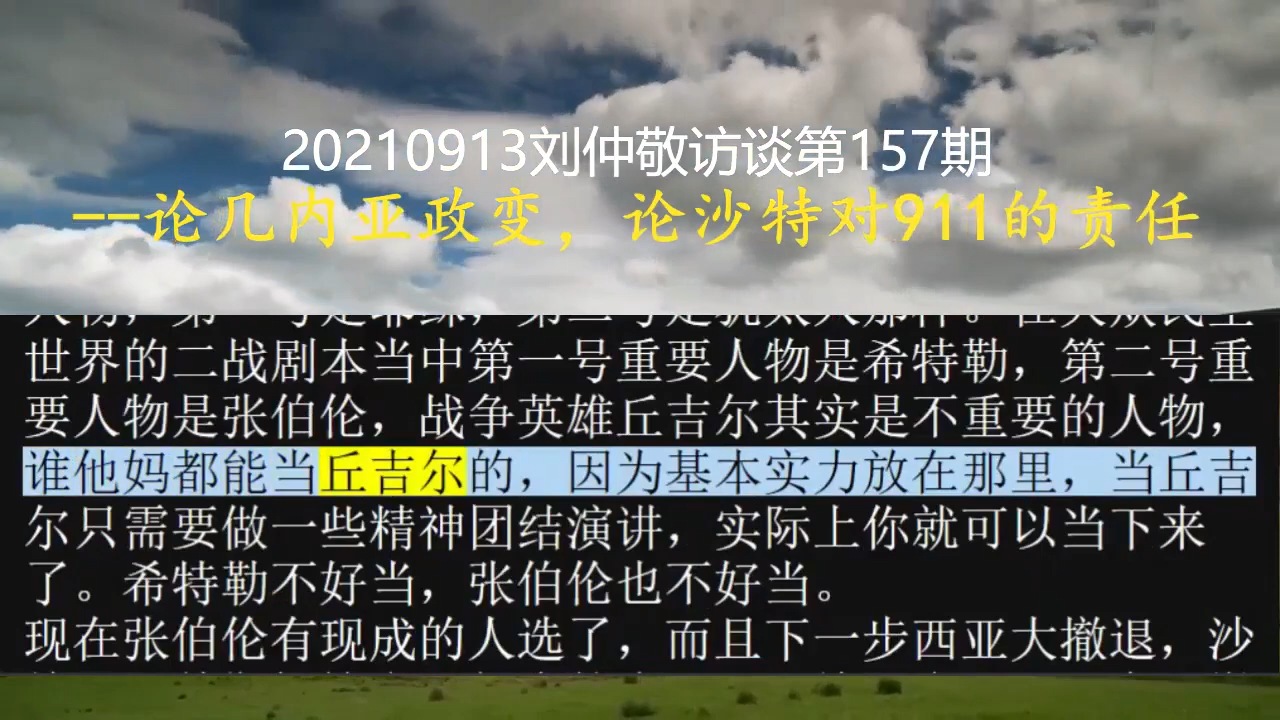 20210913刘仲敬访谈第157期
--论几内亚政变，论沙特对911的责任
世界的二战剧本当中第一号重要人物是希特勒，第二号重
要人物是张伯伦，战争英雄丘吉尔其实是不重要的人物，
谁他妈都能当丘吉尔的，因为基本实力放在那里，当丘吉
尔只需要做一些精神团结演讲，实际上你就可以当下来
了。希特勒不好当，张伯伦也不好当。
现在张伯伦有现成的人选了，而且下一步西亚大撤退，沙